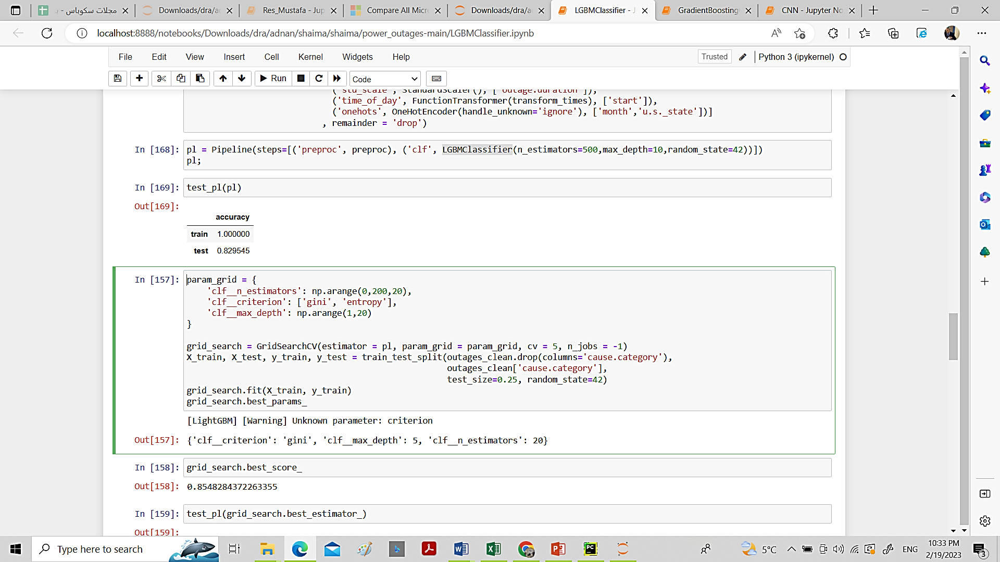 مجلات سكوباس - ب
Downloads/dra/a
Res_Mustafa - Jup
Compare All Micr
Downloads/dra/a
LGBMClassifier - J
GradientBoosting
CNN - Jupyter No
localhost:8888/notebooks/Downloads/dra/adnan/shaima/shaima/power_outages-main/LGBMClassifier.ipynb
File Edit View Insert Cell Kernel Widgets Help
Trusted Python 3 (ipykernel)
Run Code
('std_scale', StandardScaler(), ['outage.duration']),
('time_of_day', FunctionTransformer(transform_times), ['start']),
('onehots', OneHotEncoder(handle_unknown='ignore'), ['month','u.s._state'])]
, remainder = 'drop')
In [168]: pl = Pipeline(steps=[('preproc', preproc), ('clf', LGBMClassifier(n_estimators=500,max_depth=10,random_state=42))])
pl;
In [169]: test_pl(pl)
Out[169]:
accuracy
train 1.000000
test 0.829545
In [157]: param_grid = {
'clf__n_estimators': np.arange(0,200,20),
'clf__criterion': ['gini', 'entropy'],
'clf__max_depth': np.arange(1,20)
}
grid_search = GridSearchCV(estimator = pl, param_grid = param_grid, cv = 5, n_jobs = -1)
X_train, X_test, y_train, y_test = train_test_split(outages_clean.drop(columns='cause.category'),
outages_clean['cause.category'],
test_size=0.25, random_state=42)
grid_search.fit(X_train, y_train)
grid_search.best_params_
[LightGBM] [Warning] Unknown parameter: criterion
Out[157]: {'clf__criterion': 'gini', 'clf__max_depth': 5, 'clf__n_estimators': 20}
In [158]: grid_search.best_score_
Out[158]: 0.8548284372263355
In [159]: test_pl(grid_search.best_estimator_)
Out[159]:
Type here to search
5°C
ENG
10:33 PM
2/19/2023
3